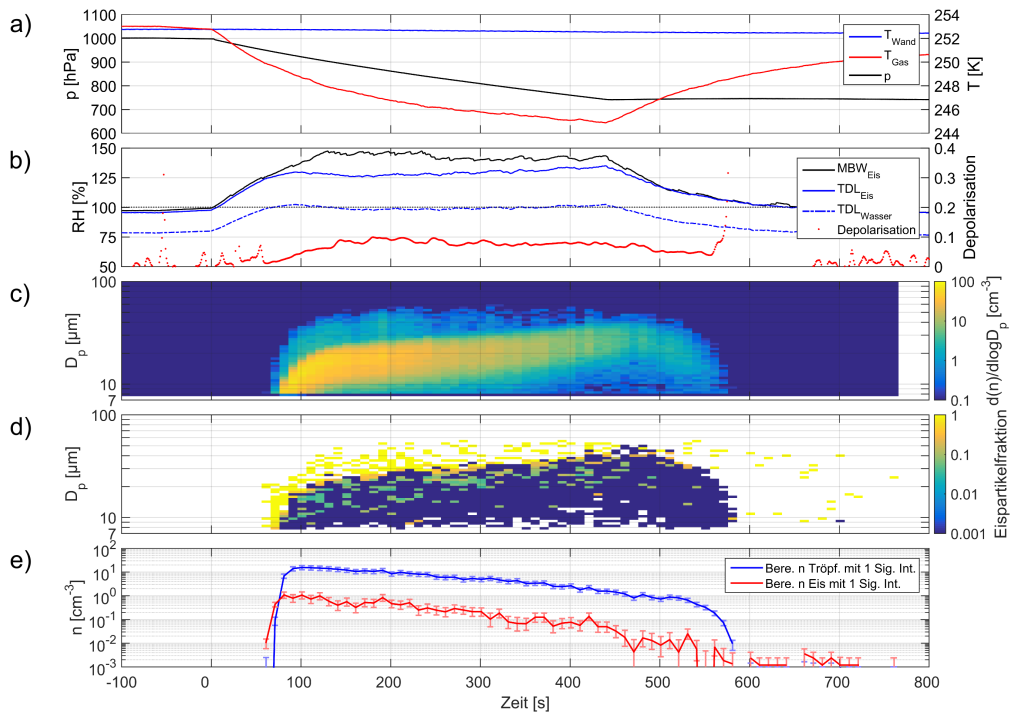 a)
1100
1000
900
800
700
600
p [hPa]
254
252
250
248
246
244
T [K]
T_Wand
T_Gas
p
b)
150
125
100
75
50
RH [%]
0.4
0.3
0.2
0.1
0
Depolarisation
MBW_Eis
TDL_Eis
TDL_Wasser
Depolarisation
c)
100
10
7
D_p [µm]
100
10
1
0.1
d(n)/dlogD_p [cm^-3]
d)
100
10
7
D_p [µm]
1
0.1
0.01
0.001
Eispartikelfraktion
e)
10^2
10^1
10^0
10^-1
10^-2
10^-3
n [cm^-3]
Bere. n Tröpf. mit 1 Sig. Int.
Bere. n Eis mit 1 Sig. Int.
-100 0 100 200 300 400 500 600 700 800
Zeit [s]